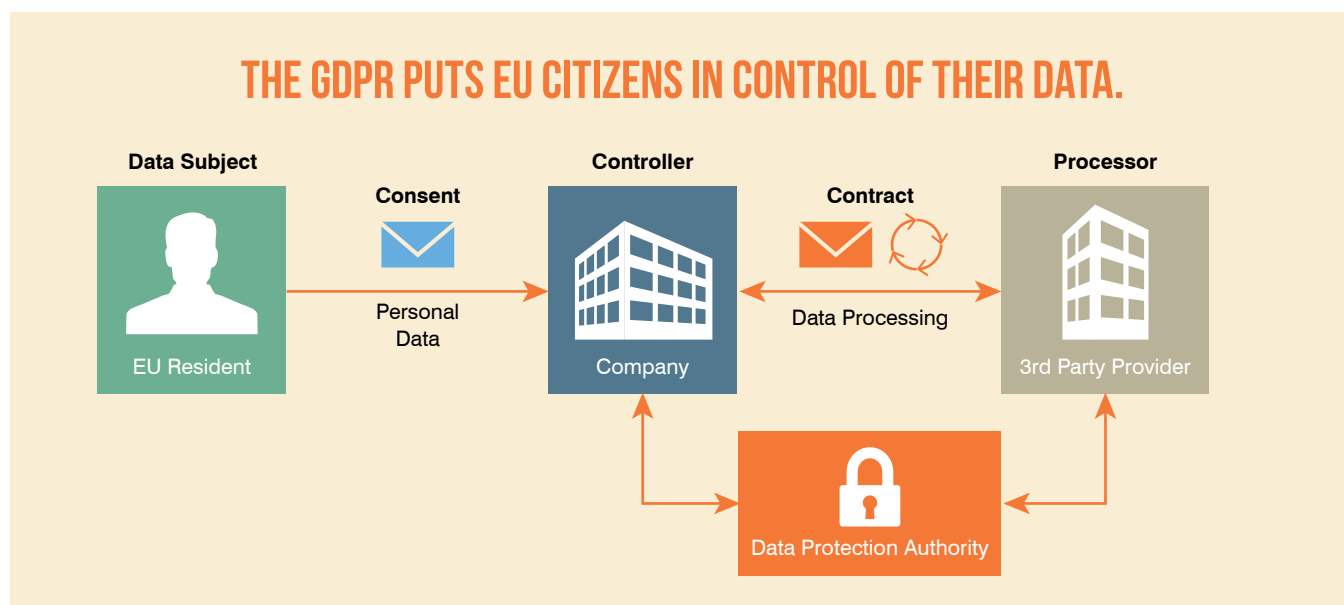 THE GDPR PUTS EU CITIZENS IN CONTROL OF THEIR DATA.
Data Subject
EU Resident
Consent
Personal
Data
Controller
Company
Contract
Data Processing
Processor
3rd Party Provider
Data Protection Authority